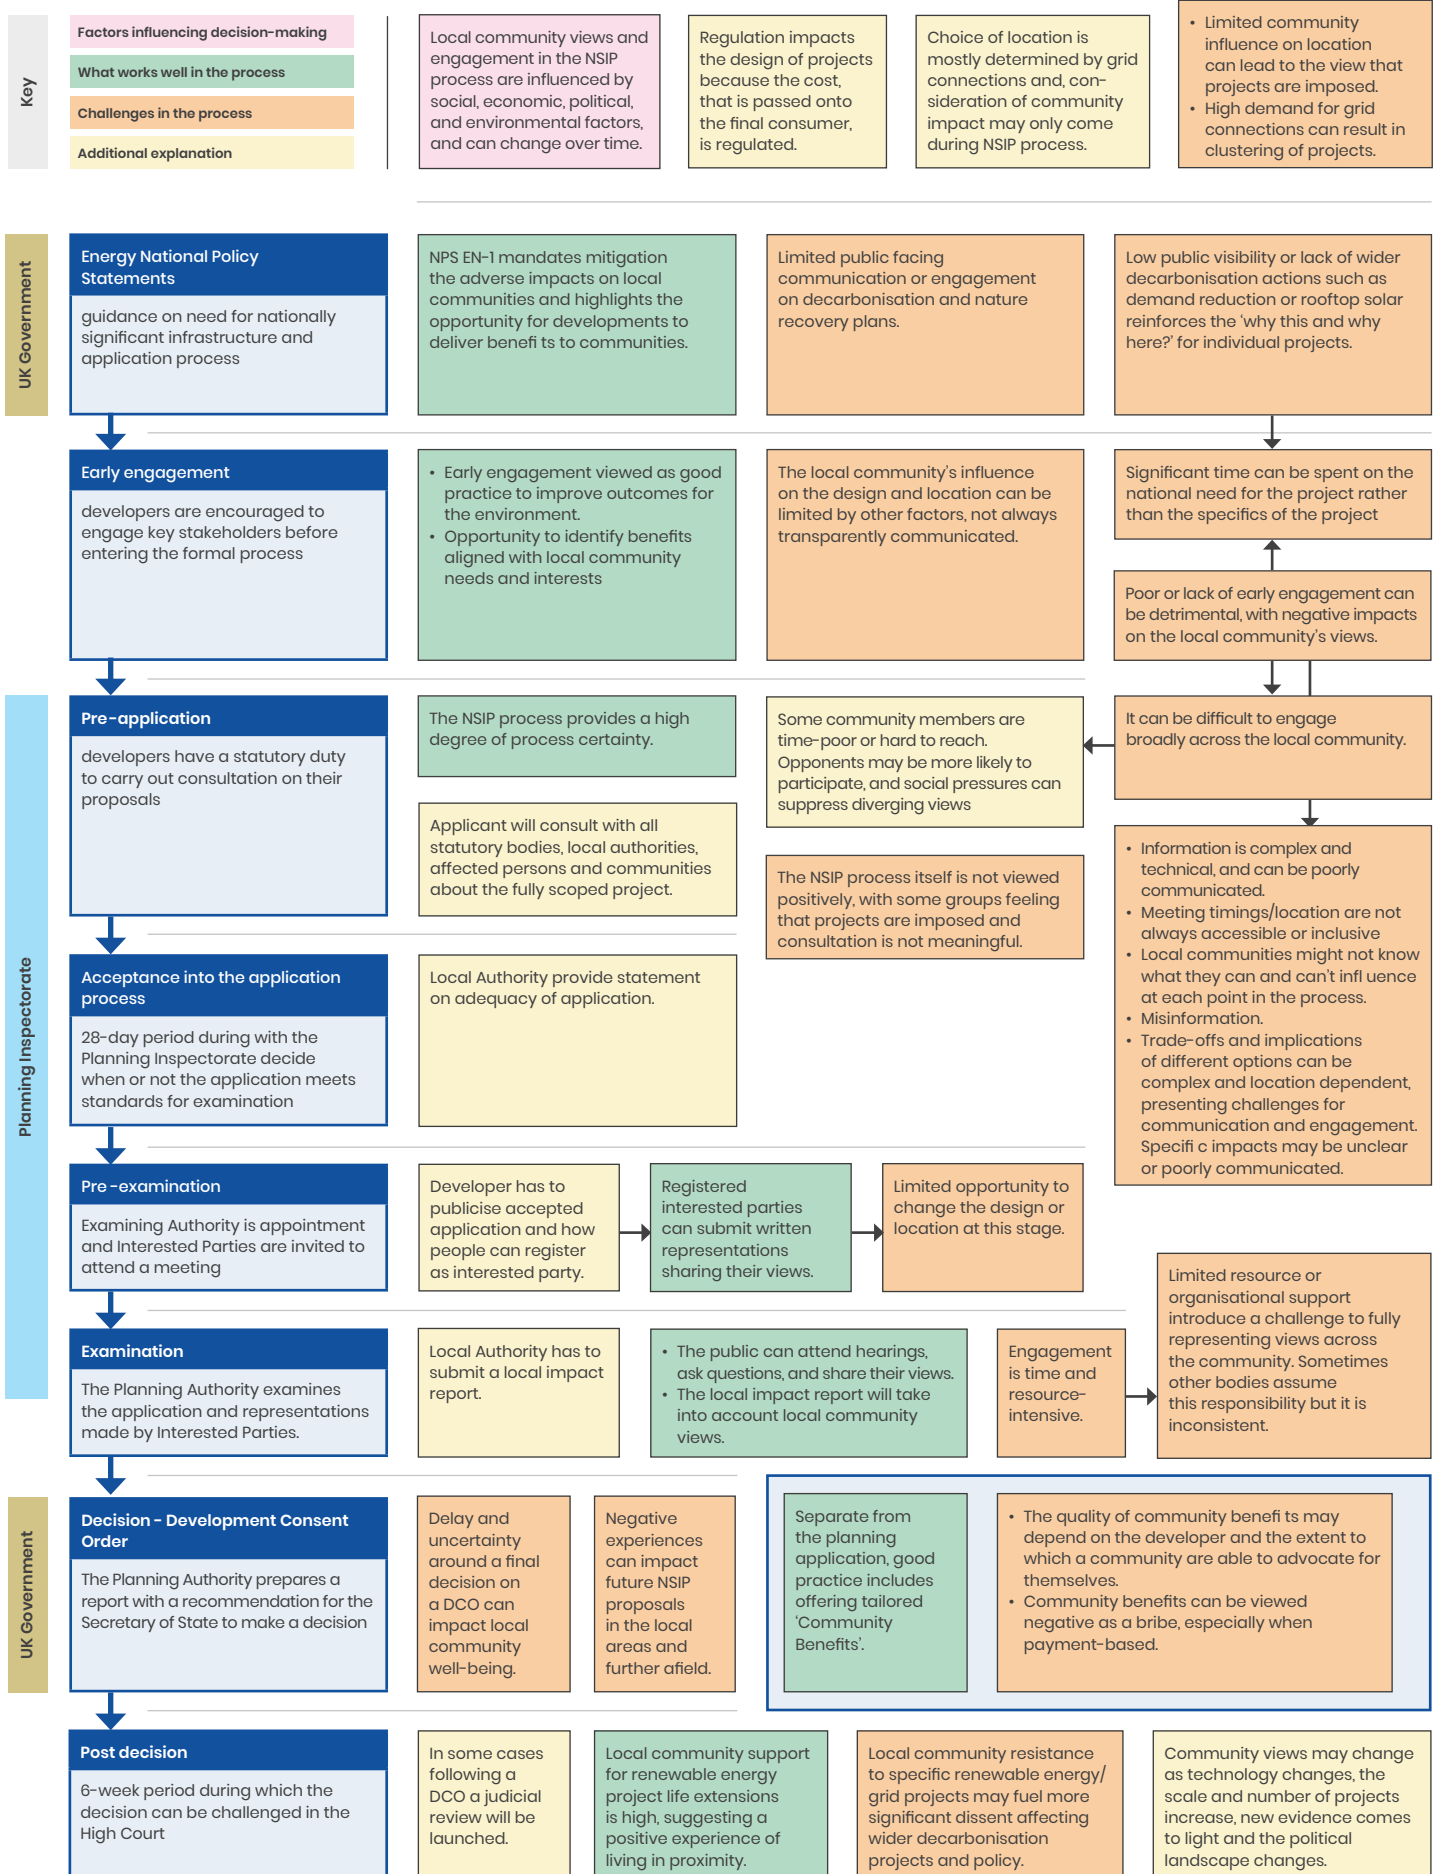 Key
Factors influencing decision-making
What works well in the process
Challenges in the process
Additional explanation
Local community views and
engagement in the NSIP
process are influenced by
social, economic, political,
and environmental factors,
and can change over time.
Regulation impacts
the design of projects
because the cost,
that is passed onto
the final consumer,
is regulated.
Choice of location is
mostly determined by grid
connections and, con-
sideration of community
impact may only come
during NSIP process.
• Limited community
influence on location
can lead to the view that
projects are imposed.
• High demand for grid
connections can result in
clustering of projects.
UK Government
Energy National Policy
Statements
guidance on need for nationally
significant infrastructure and
application process
NPS EN-1 mandates mitigation
the adverse impacts on local
communities and highlights the
opportunity for developments to
deliver benefi ts to communities.
Limited public facing
communication or engagement
on decarbonisation and nature
recovery plans.
Low public visibility or lack of wider
decarbonisation actions such as
demand reduction or rooftop solar
reinforces the ‘why this and why
here?’ for individual projects.
Early engagement
developers are encouraged to
engage key stakeholders before
entering the formal process
• Early engagement viewed as good
practice to improve outcomes for
the environment.
• Opportunity to identify benefits
aligned with local community
needs and interests
The local community’s influence
on the design and location can be
limited by other factors, not always
transparently communicated.
Significant time can be spent on the
national need for the project rather
than the specifics of the project
Poor or lack of early engagement can
be detrimental, with negative impacts
on the local community’s views.
Planning Inspectorate
Pre-application
developers have a statutory duty
to carry out consultation on their
proposals
The NSIP process provides a high
degree of process certainty.
Applicant will consult with all
statutory bodies, local authorities,
affected persons and communities
about the fully scoped project.
Some community members are
time-poor or hard to reach.
Opponents may be more likely to
participate, and social pressures can
suppress diverging views
The NSIP process itself is not viewed
positively, with some groups feeling
that projects are imposed and
consultation is not meaningful.
It can be difficult to engage
broadly across the local community.
• Information is complex and
technical, and can be poorly
communicated.
• Meeting timings/location are not
always accessible or inclusive
• Local communities might not know
what they can and can’t infl uence
at each point in the process.
• Misinformation.
• Trade-offs and implications
of different options can be
complex and location dependent,
presenting challenges for
communication and engagement.
Specifi c impacts may be unclear
or poorly communicated.
Acceptance into the application
process
28-day period during with the
Planning Inspectorate decide
when or not the application meets
standards for examination
Local Authority provide statement
on adequacy of application.
Pre-examination
Examining Authority is appointment
and Interested Parties are invited to
attend a meeting
Developer has to
publicise accepted
application and how
people can register
as interested party.
Registered
interested parties
can submit written
representations
sharing their views.
Limited opportunity to
change the design or
location at this stage.
Examination
The Planning Authority examines
the application and representations
made by Interested Parties.
Local Authority has to
submit a local impact
report.
• The public can attend hearings,
ask questions, and share their views.
• The local impact report will take
into account local community
views.
Engagement
is time and
resource-
intensive.
Limited resource or
organisational support
introduce a challenge to fully
representing views across
the community. Sometimes
other bodies assume
this responsibility but it is
inconsistent.
UK Government
Decision - Development Consent
Order
The Planning Authority prepares a
report with a recommendation for the
Secretary of State to make a decision
Delay and
uncertainty
around a final
decision on
a DCO can
impact local
community
well-being.
Negative
experiences
can impact
future NSIP
proposals
in the local
areas and
further afield.
Separate from
the planning
application, good
practice includes
offering tailored
‘Community
Benefits’.
• The quality of community benefi ts may
depend on the developer and the extent to
which a community are able to advocate for
themselves.
• Community benefits can be viewed
negative as a bribe, especially when
payment-based.
Post decision
6-week period during which the
decision can be challenged in the
High Court
In some cases
following a
DCO a judicial
review will be
launched.
Local community support
for renewable energy
project life extensions
is high, suggesting a
positive experience of
living in proximity.
Local community resistance
to specific renewable energy/
grid projects may fuel more
significant dissent affecting
wider decarbonisation
projects and policy.
Community views may change
as technology changes, the
scale and number of projects
increase, new evidence comes
to light and the political
landscape changes.